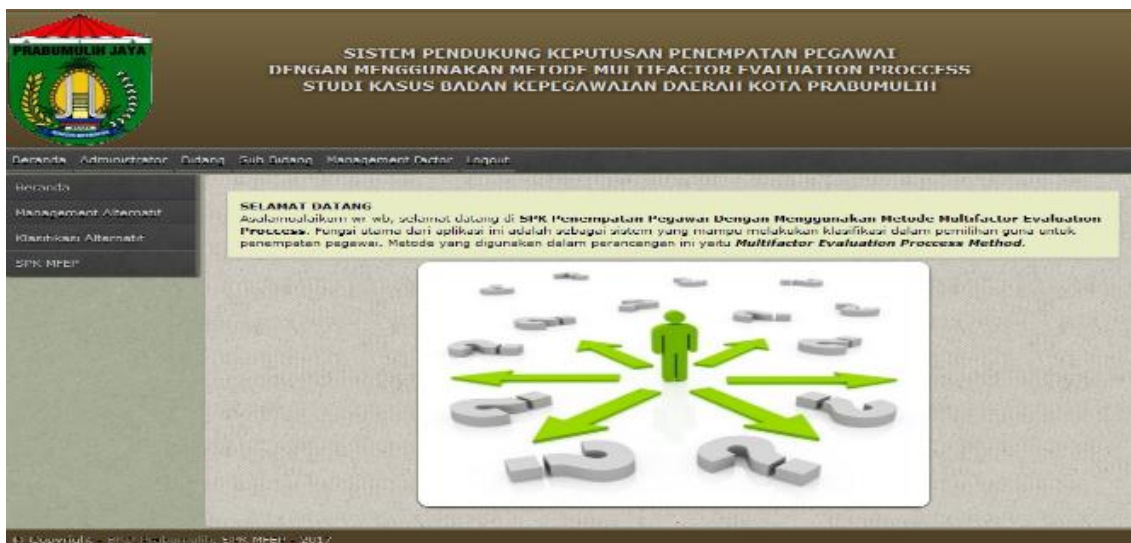 PRABUMULIH JAYA
SISTEM PENDUKUNG KEPUTUSAN PENEMPATAN PEGAWAI
DENGAN MENGGUNAKAN METODE MULTIFACTOR EVALUATION PROCCESS
STUDI KASUS BADAN KEPEGAWAIAN DAERAH KOTA PRABUMULIH
Beranda Administrator Bidang Sub Bidang Management Factor Logout
Beranda
Management Alternatif
Klasifikasi Alternatif
SPK MFEP
SELAMAT DATANG
Asalamualaikum wr wb, selamat datang di SPK Penempatan Pegawai Dengan Menggunakan Metode Multifactor Evaluation
Proccess. Fungsi utama dari aplikasi ini adalah sebagai sistem yang mampu melakukan klasifikasi dalam pemilihan guna untuk
penempatan pegawai. Metode yang digunakan dalam perancangan ini yaitu Multifactor Evaluation Proccess Method.
© Copyright - Prabumulih, SPK MFEP - 2017